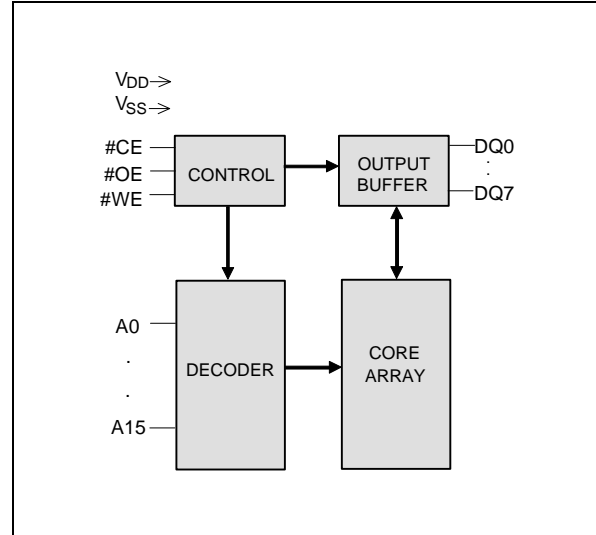 VDD
VSS
#CE
#OE
#WE
CONTROL
OUTPUT
BUFFER
DQ0
.
.
DQ7
A0
.
.
A15
DECODER
CORE
ARRAY